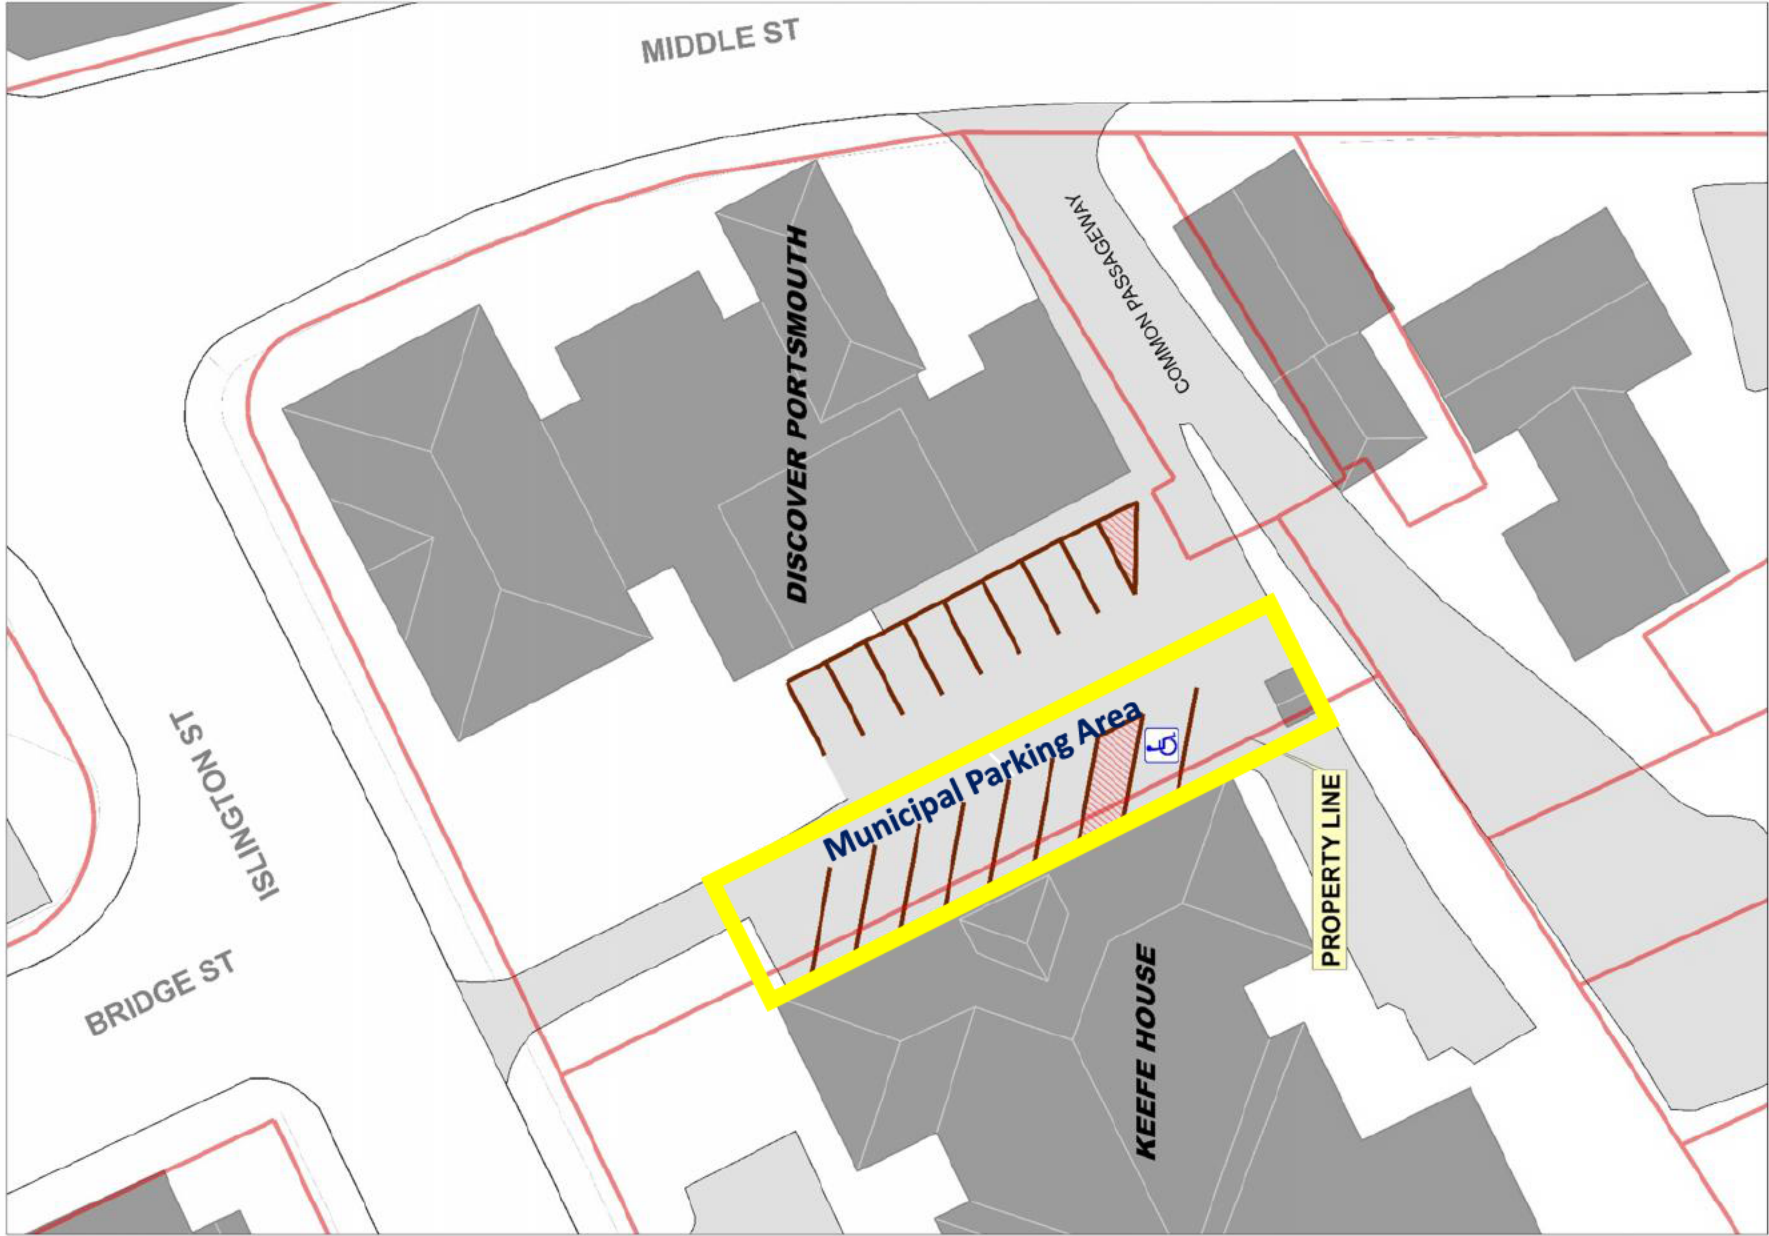 MIDDLE ST
COMMON PASSAGEWAY
DISCOVER PORTSMOUTH
Municipal Parking Area
ISLINGTON ST
BRIDGE ST
PROPERTY LINE
KEEFE HOUSE